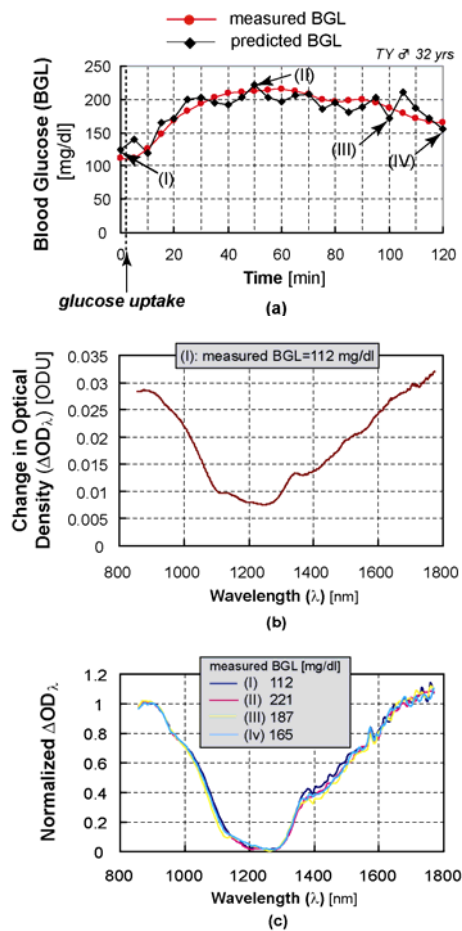 measured BGL
predicted BGL
TY ♂ 32 yrs
Blood Glucose (BGL)
[mg/dl]
250
200
150
100
50
0
(I)
(II)
(III)
(IV)
0 20 40 60 80 100 120
Time [min]
glucose uptake
(a)
(I): measured BGL=112 mg/dl
Change in Optical
Density (ΔODλ) [ODU]
0.035
0.03
0.025
0.02
0.015
0.01
0.005
0
800 1000 1200 1400 1600 1800
Wavelength (λ) [nm]
(b)
measured BGL [mg/dl]
(I) 112
(II) 221
(III) 187
(Iv) 165
Normalized ΔODλ
1.2
1
0.8
0.6
0.4
0.2
0
800 1000 1200 1400 1600 1800
Wavelength (λ) [nm]
(c)